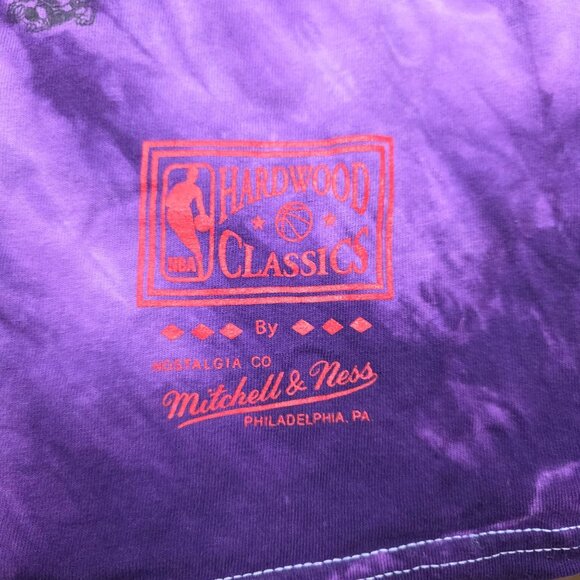 HARDWOOD
NBA
CLASSICS
By
NOSTALGIA CO
Mitchell & Ness
PHILADELPHIA, PA